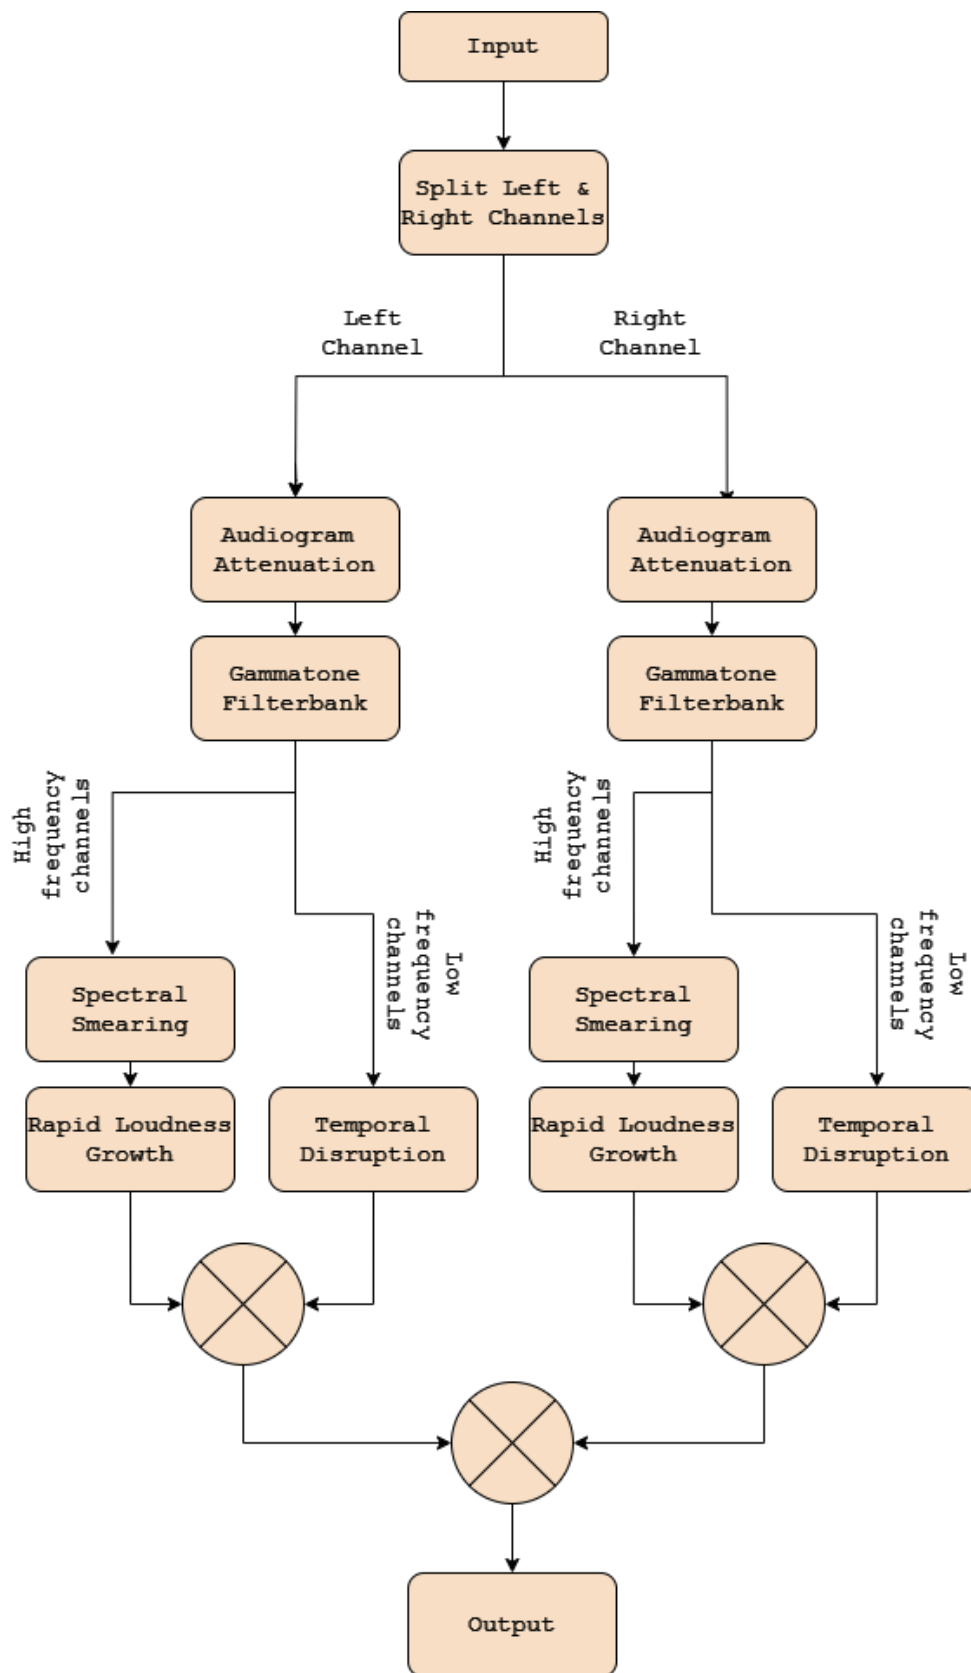 Input
Split Left &
Right Channels
Left
Channel
Right
Channel
Audiogram
Attenuation
Audiogram
Attenuation
Gammatone
Filterbank
Gammatone
Filterbank
High
frequency
channels
Low
frequency
channels
High
frequency
channels
Low
frequency
channels
Spectral
Smearing
Spectral
Smearing
Rapid Loudness
Growth
Temporal
Disruption
Rapid Loudness
Growth
Temporal
Disruption
Output